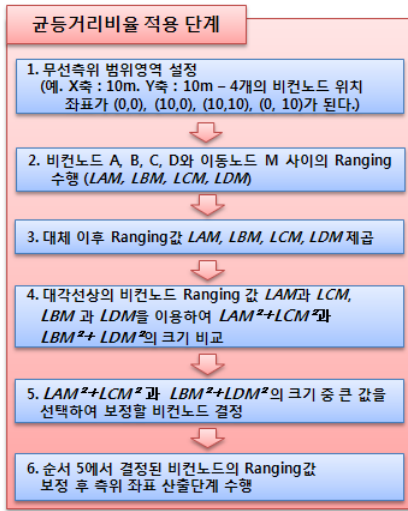 균등거리비율 적용 단계
1. 무선측위 범위영역 설정
(예. X축 : 10m. Y축 : 10m – 4개의 비컨노드 위치
좌표가 (0,0), (10,0), (10,10), (0, 10)가 된다.)
2. 비컨노드 A, B, C, D와 이동노드 M 사이의 Ranging
수행 (LAM, LBM, LCM, LDM)
3. 대체 이후 Ranging값 LAM, LBM, LCM, LDM 제곱
4. 대각선상의 비컨노드 Ranging 값 LAM과 LCM,
LBM 과 LDM을 이용하여 LAM²+LCM²과
LBM²+ LDM²의 크기 비교
5. LAM²+LCM² 과 LBM²+LDM²의 크기 중 큰 값을
선택하여 보정할 비컨노드 결정
6. 순서 5에서 결정된 비컨노드의 Ranging값
보정 후 측위 좌표 산출단계 수행